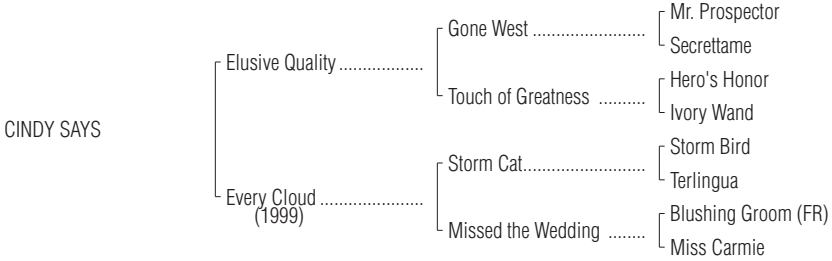 Mr. Prospector
Gone West ........................
Secrettame
Elusive Quality ..................
Hero's Honor
Touch of Greatness ..........
Ivory Wand
CINDY SAYS
Storm Bird
Storm Cat..........................
Terlingua
Every Cloud ......................
(1999)
Blushing Groom (FR)
Missed the Wedding ........
Miss Carmie